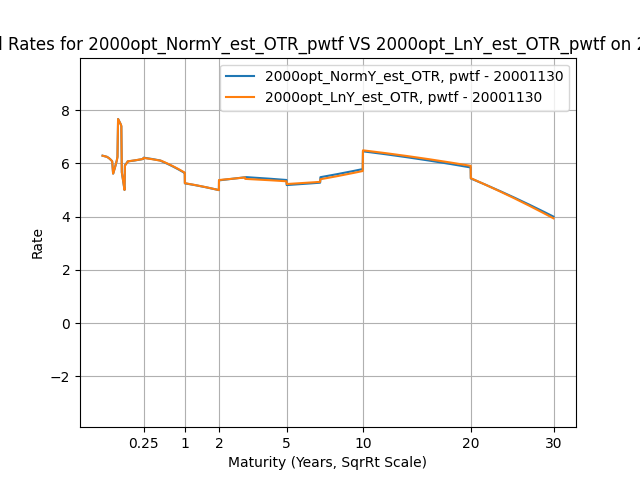 l Rates for 2000opt_NormY_est_OTR_pwtf VS 2000opt_LnY_est_OTR_pwtf on 2
2000opt_NormY_est_OTR, pwtf - 20001130
2000opt_LnY_est_OTR, pwtf - 20001130
8
6
4
2
0
−2
Rate
0.25 1 2 5 10 20 30
Maturity (Years, SqrRt Scale)